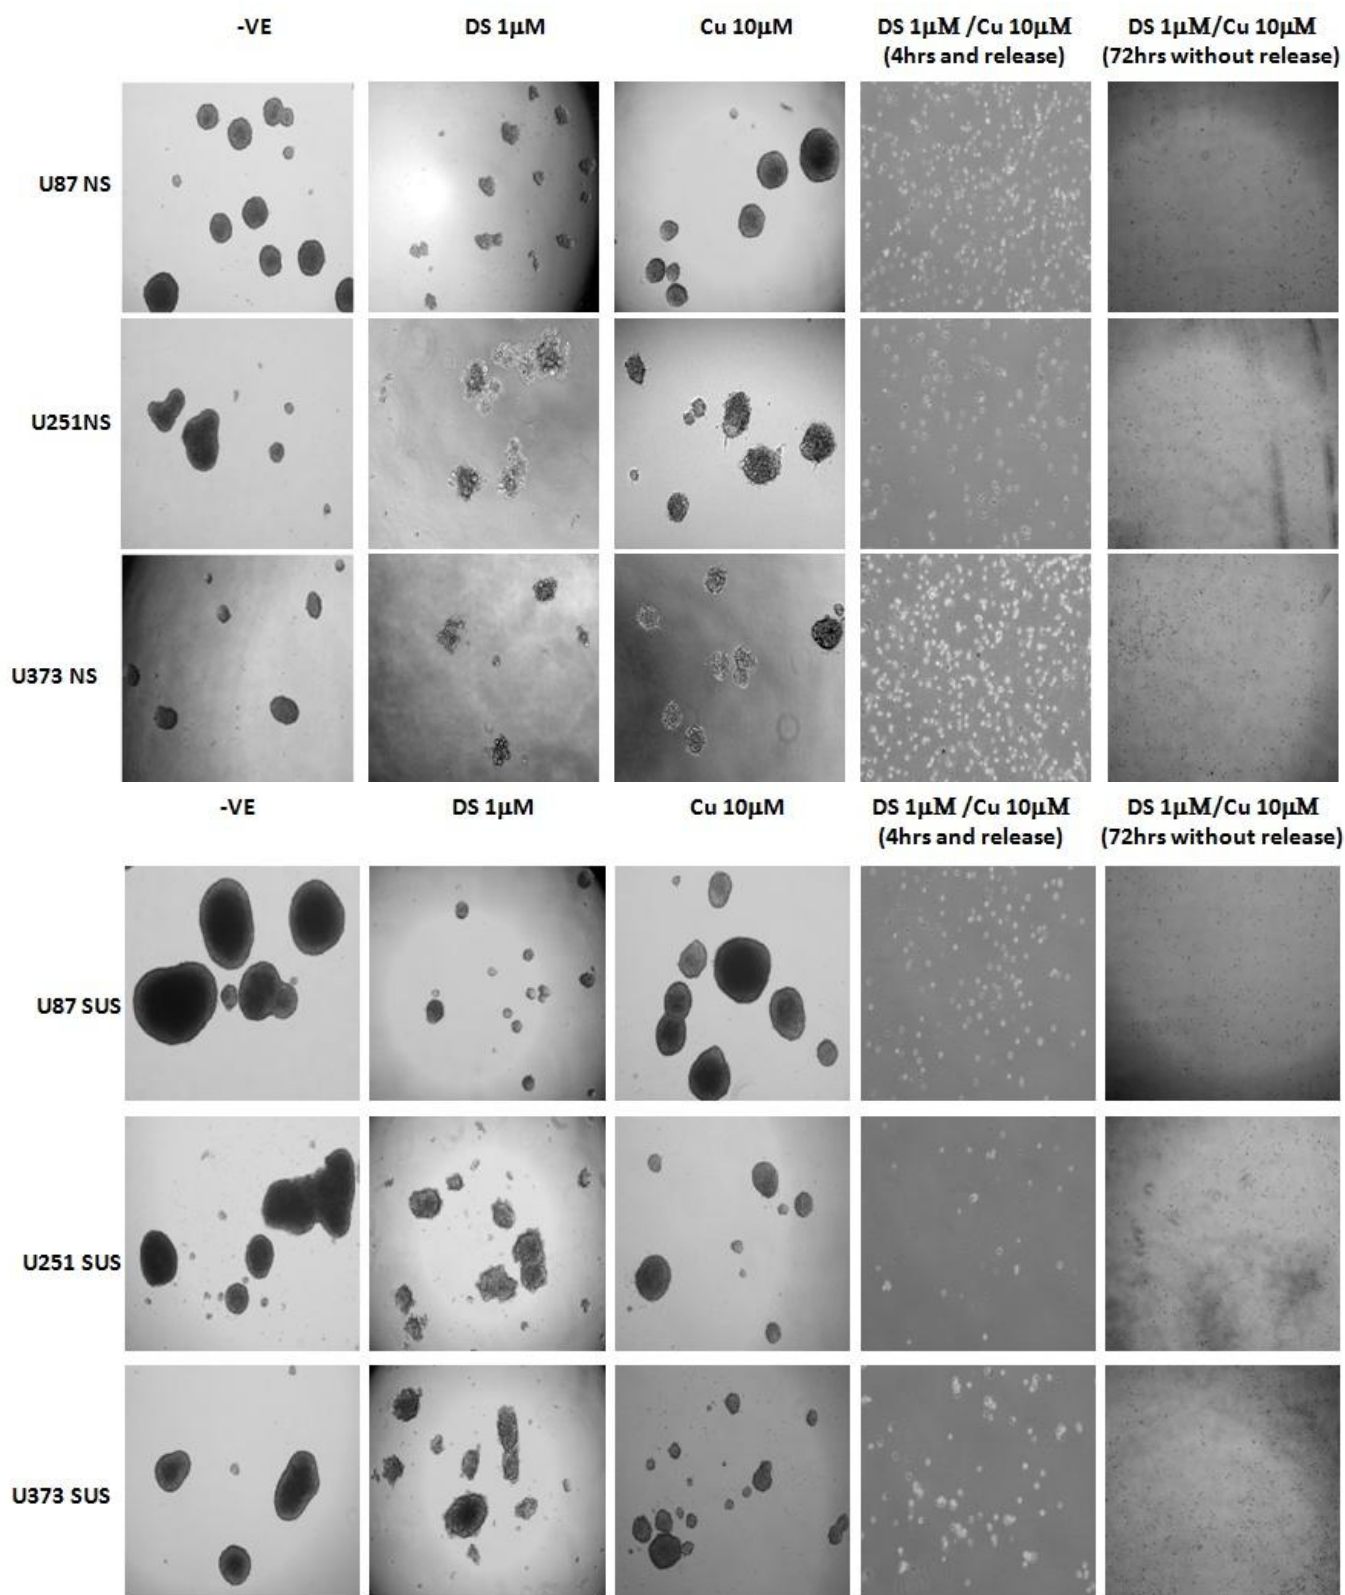 -VE DS 1µM Cu 10µM DS 1µM /Cu 10µM DS 1µM/Cu 10µM
(4hrs and release) (72hrs without release)
U87 NS
U251NS
U373 NS
-VE DS 1µM Cu 10µM DS 1µM /Cu 10µM DS 1µM/Cu 10µM
(4hrs and release) (72hrs without release)
U87 SUS
U251 SUS
U373 SUS